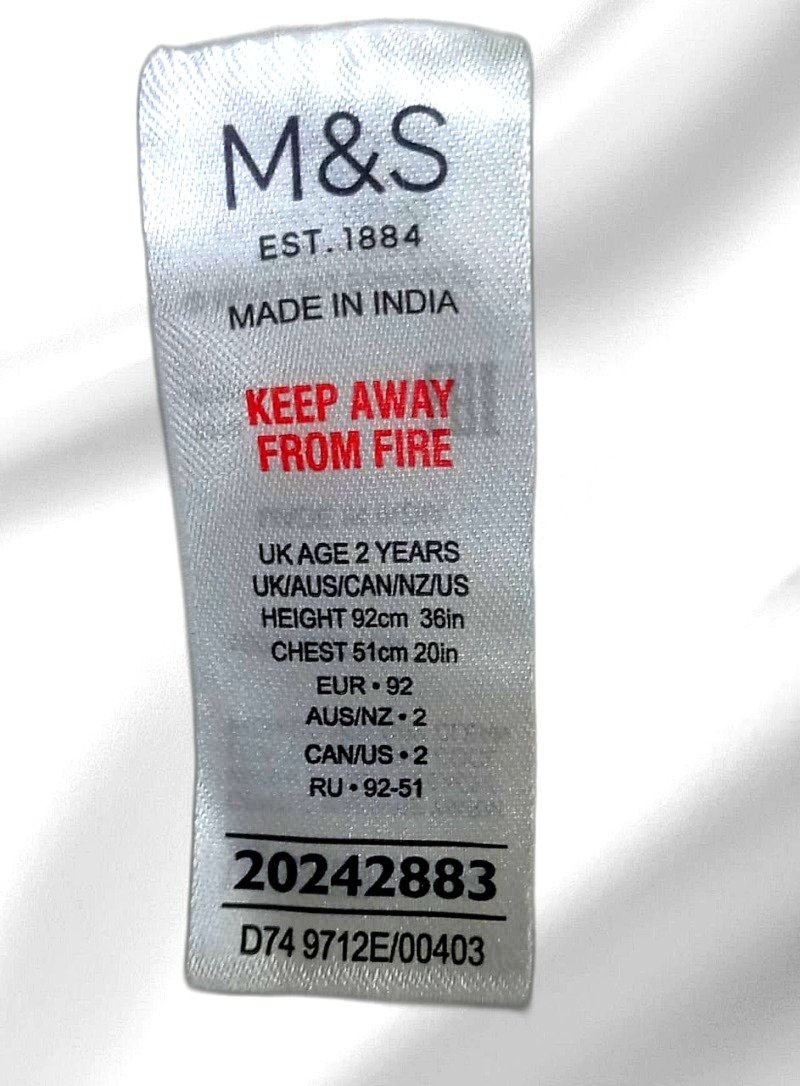 M&S
EST. 1884
MADE IN INDIA
KEEP AWAY
FROM FIRE
UK AGE 2 YEARS
UK/AUS/CAN/NZ/US
HEIGHT 92cm 36in
CHEST 51cm 20in
EUR • 92
AUS/NZ • 2
CAN/US • 2
RU • 92-51
20242883
D74 9712E/00403